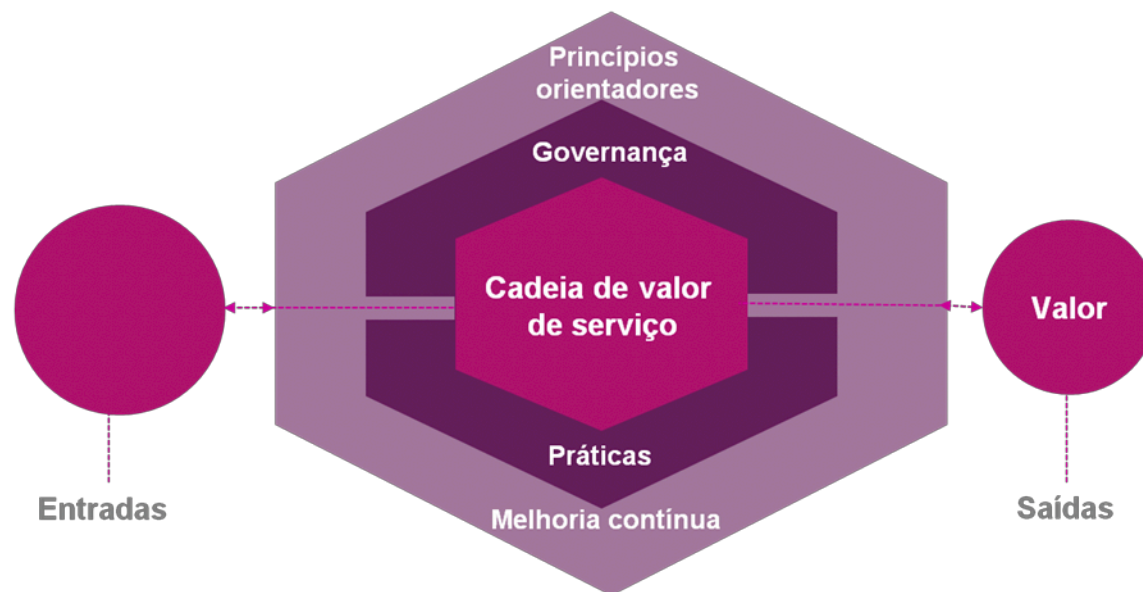 Princípios
orientadores
Governança
Cadeia de valor
de serviço
Valor
Práticas
Melhoria contínua
Entradas
Saídas